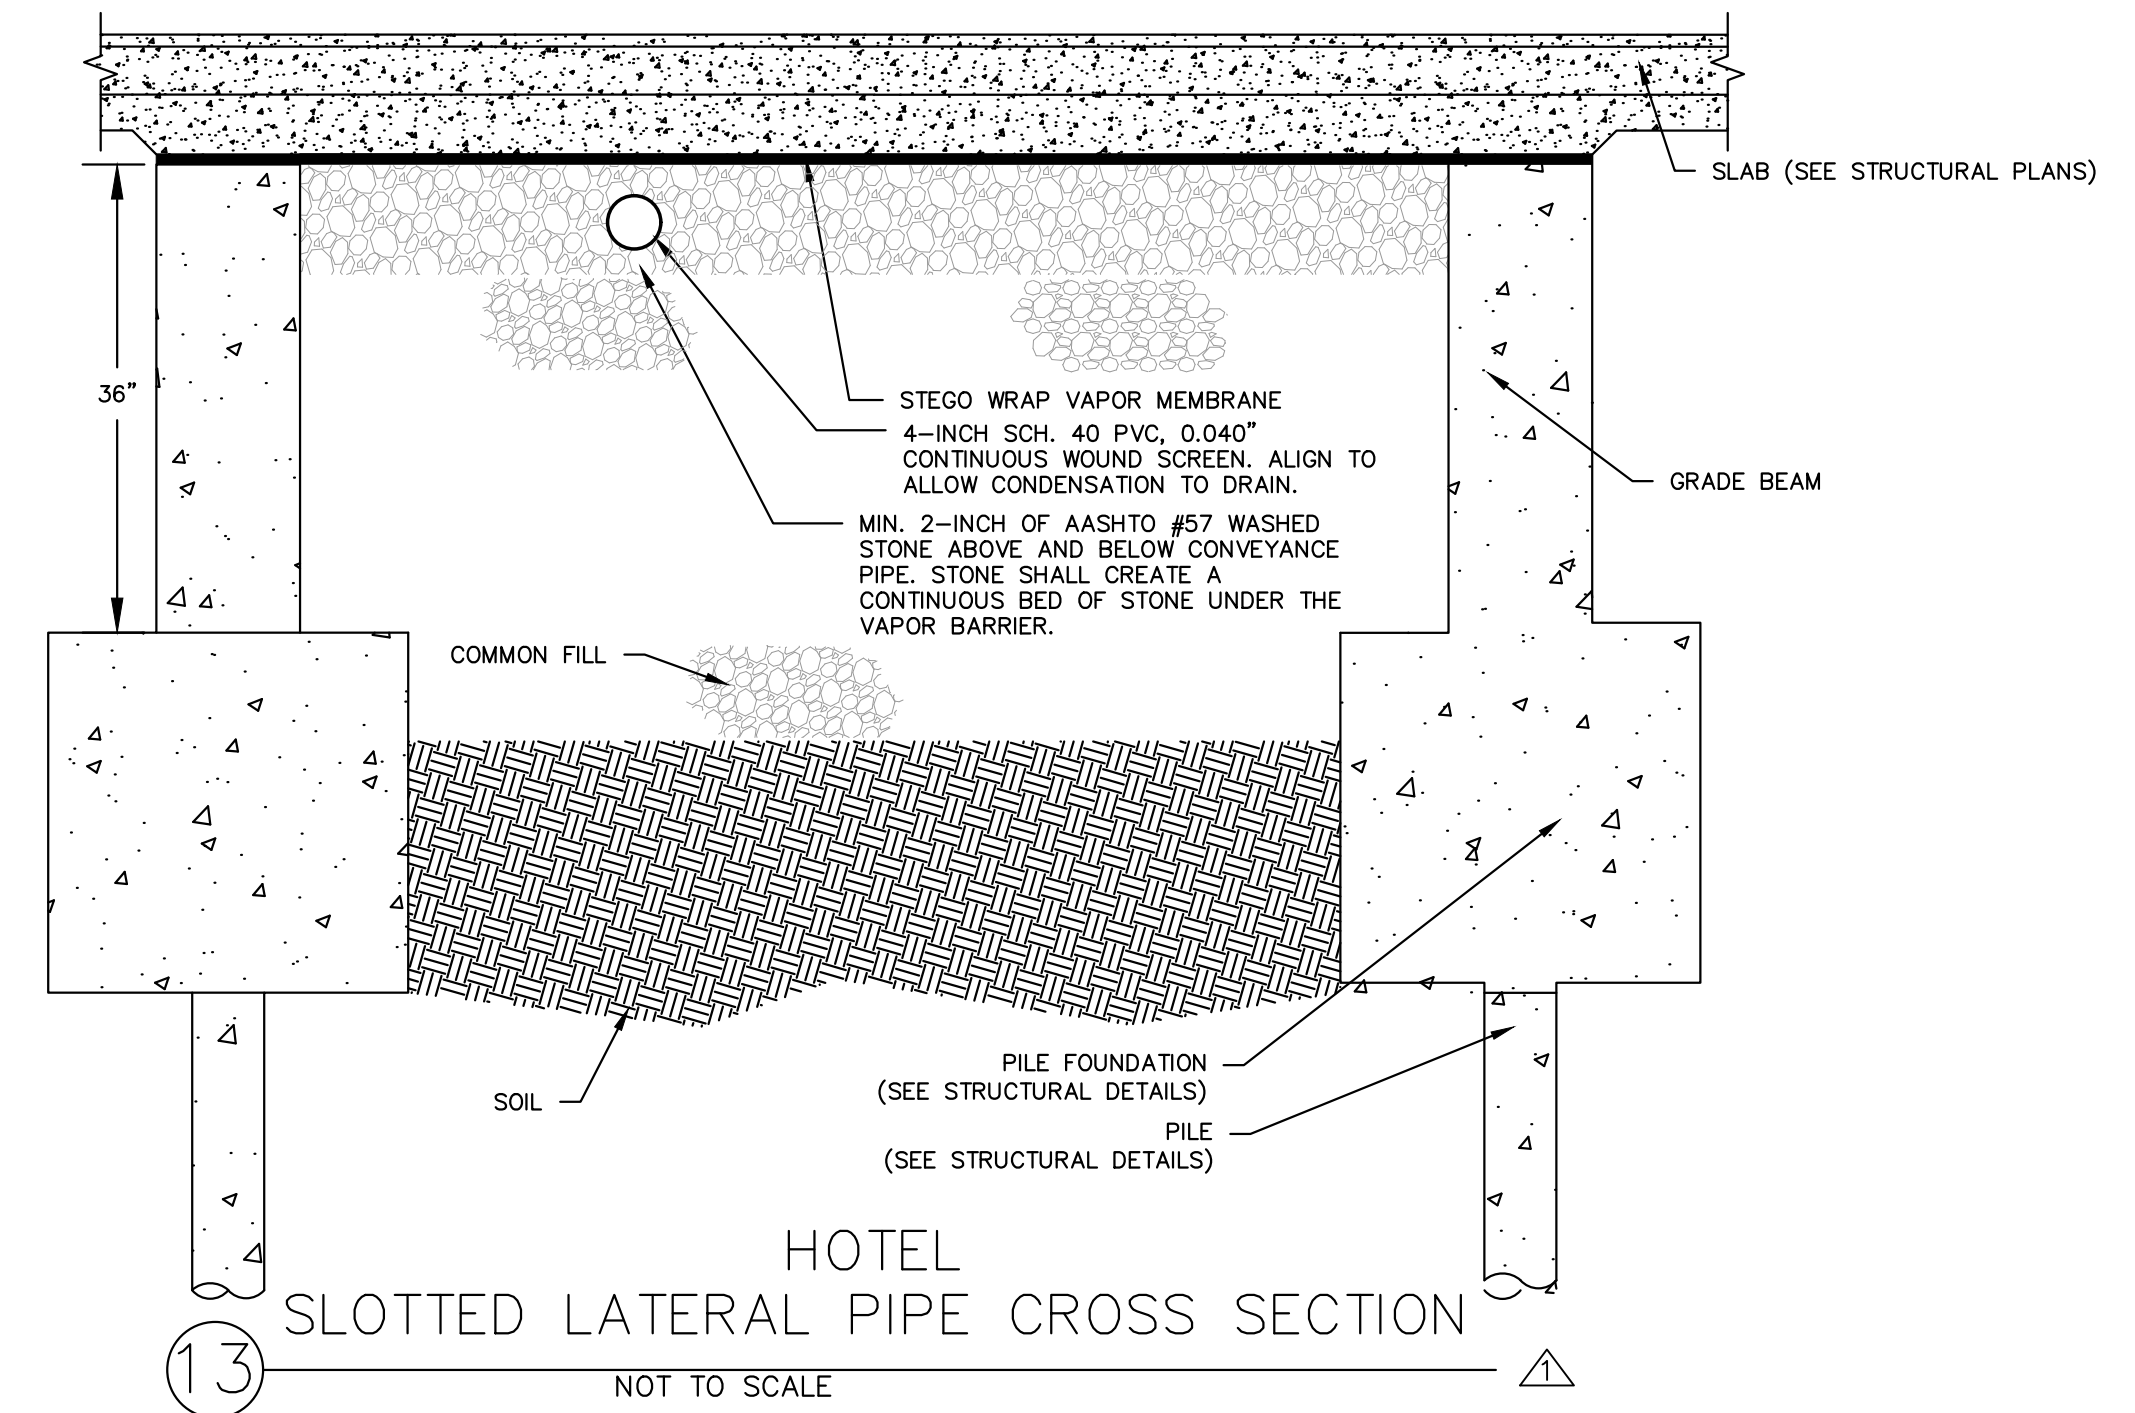 SLAB (SEE STRUCTURAL PLANS)
36”
STEGO WRAP VAPOR MEMBRANE
4–INCH SCH. 40 PVC, 0.040”
CONTINUOUS WOUND SCREEN. ALIGN TO
ALLOW CONDENSATION TO DRAIN.
GRADE BEAM
MIN. 2–INCH OF AASHTO #57 WASHED
STONE ABOVE AND BELOW CONVEYANCE
PIPE. STONE SHALL CREATE A
CONTINUOUS BED OF STONE UNDER THE
VAPOR BARRIER.
COMMON FILL
PILE FOUNDATION
(SEE STRUCTURAL DETAILS)
SOIL
PILE
(SEE STRUCTURAL DETAILS)
HOTEL
SLOTTED LATERAL PIPE CROSS SECTION
13
NOT TO SCALE
1